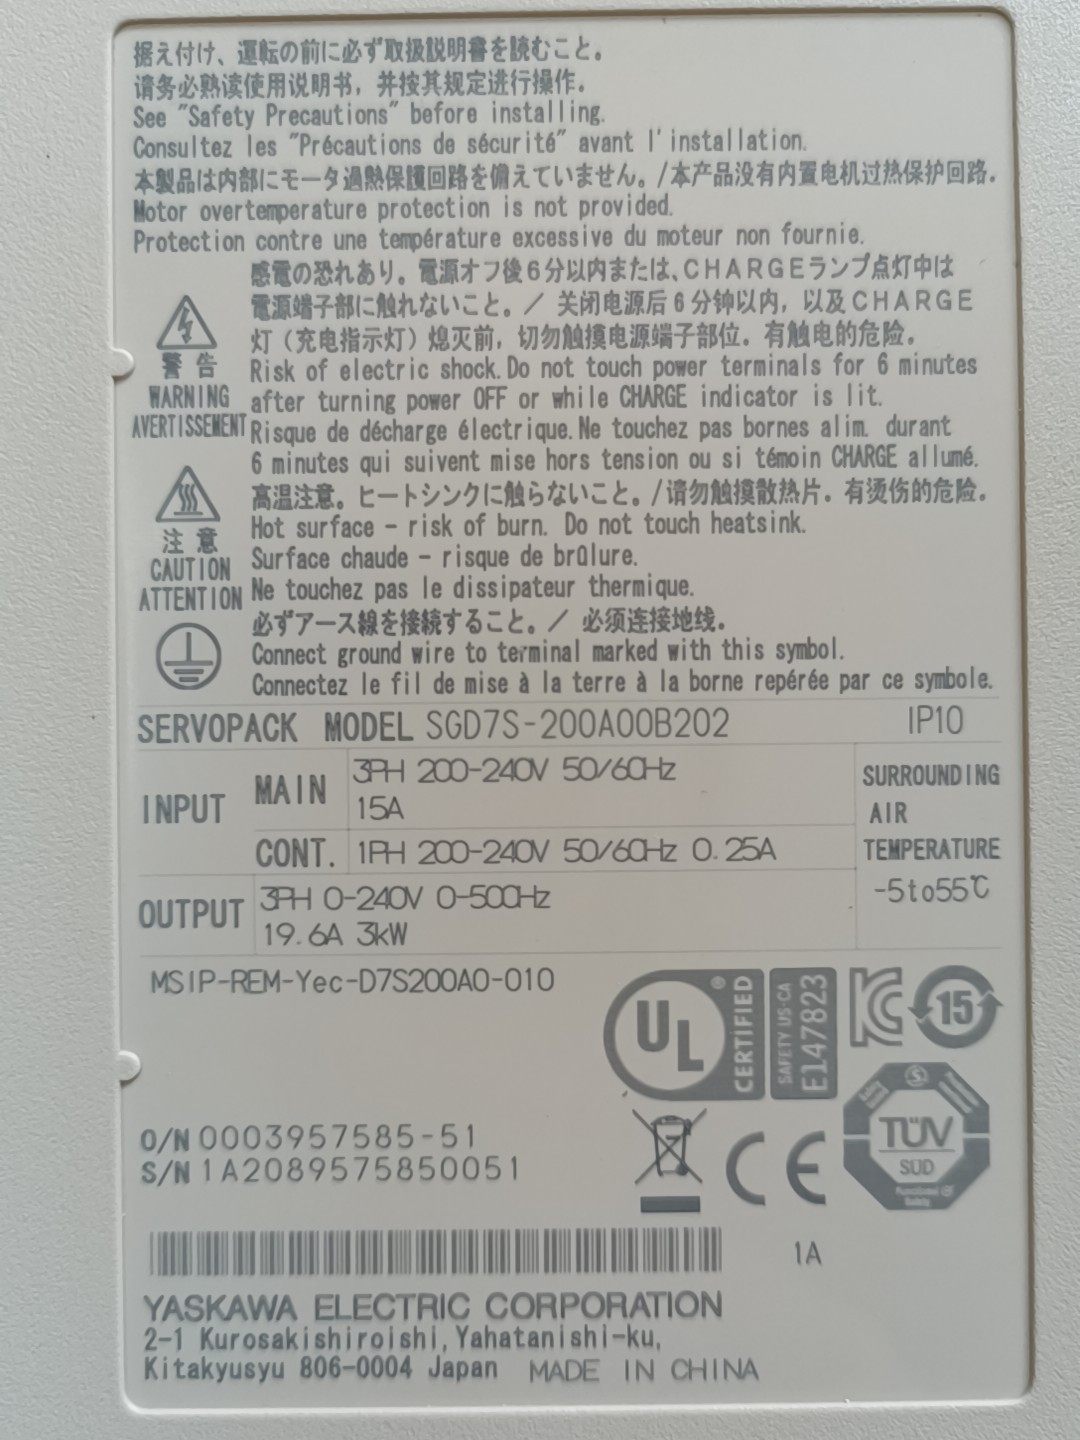 据え付け、運転の前に必ず取扱説明書を読むこと。
请务必熟读使用说明书，并按其规定进行操作。
See "Safety Precautions" before installing.
Consultez les "Précautions de sécurité" avant l'installation.
本製品は内部にモータ過熱保護回路を備えていません。/本产品没有内置电机过热保护回路．
Motor overtemperature protection is not provided.
Protection contre une température excessive du moteur non fournie.
感電の恐れあり。電源オフ後6分以内または、CHARGEランプ点灯中は
電源端子部に触れないこと。／ 关闭电源后6分钟以内，以及CHARGE
灯（充电指示灯）熄灭前，切勿触摸电源端子部位．有触电的危险．
警告
WARNING
AVERTISSEMENT
Risk of electric shock. Do not touch power terminals for 6 minutes
after turning power OFF or while CHARGE indicator is lit.
Risque de décharge électrique. Ne touchez pas bornes alim. durant
6 minutes qui suivent mise hors tension ou si témoin CHARGE allumé.
高温注意。ヒートシンクに触らないこと。/请勿触摸散热片．有烫伤的危险．
注意
CAUTION
ATTENTION
Hot surface - risk of burn. Do not touch heatsink.
Surface chaude - risque de brûlure.
Ne touchez pas le dissipateur thermique.
必ずアース線を接続すること。／ 必须连接地线．
Connect ground wire to terminal marked with this symbol.
Connectez le fil de mise à la terre à la borne repérée par ce symbole.
SERVOPACK MODEL SGD7S-200A00B202 IP10
INPUT MAIN 3PH 200-240V 50/60Hz
15A
CONT. 1PH 200-240V 50/60Hz 0.25A
OUTPUT 3PH 0-240V 0-500Hz
19.6A 3kW
SURROUNDING
AIR
TEMPERATURE
-5to55℃
MSIP-REM-Yec-D7S200A0-010
UL ® CERTIFIED
SAFETY US-CA
E147823
KC 15
TÜV
SÜD
Functional
Safety
CE
O/N 0003957585-51
S/N 1A2089575850051
1A
YASKAWA ELECTRIC CORPORATION
2-1 Kurosakishiroishi, Yahatanishi-ku,
Kitakyusyu 806-0004 Japan MADE IN CHINA